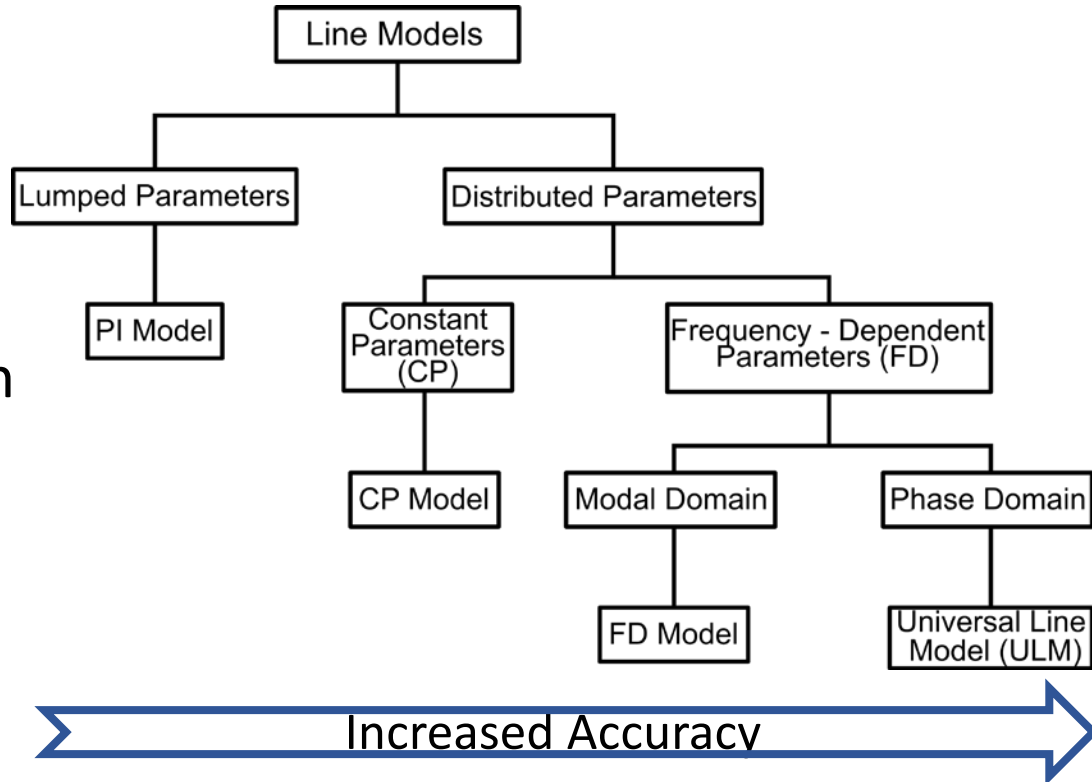 Line Models
Lumped Parameters
Distributed Parameters
PI Model
Constant
Parameters
(CP)
Frequency - Dependent
Parameters (FD)
n
CP Model
Modal Domain
Phase Domain
FD Model
Universal Line
Model (ULM)
Increased Accuracy